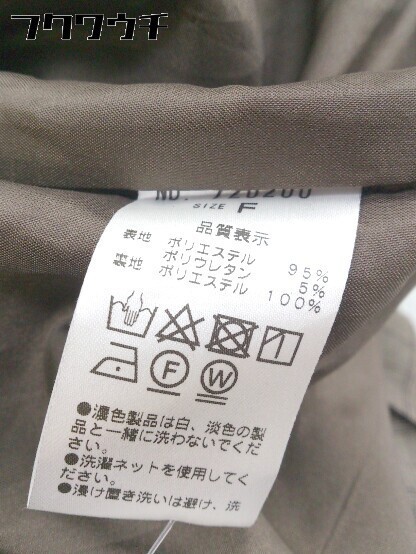 フクウウチ
NO. 720200
SIZE F
品質表示
表地 ポリエステル 95%
ポリウレタン 5%
裏地 ポリエステル 100%
F W
●濃色製品は白、淡色の製
品と一緒に洗わないでくだ
さい。
●洗濯ネットを使用してく
ださい。
●浸け置き洗いは避け、洗